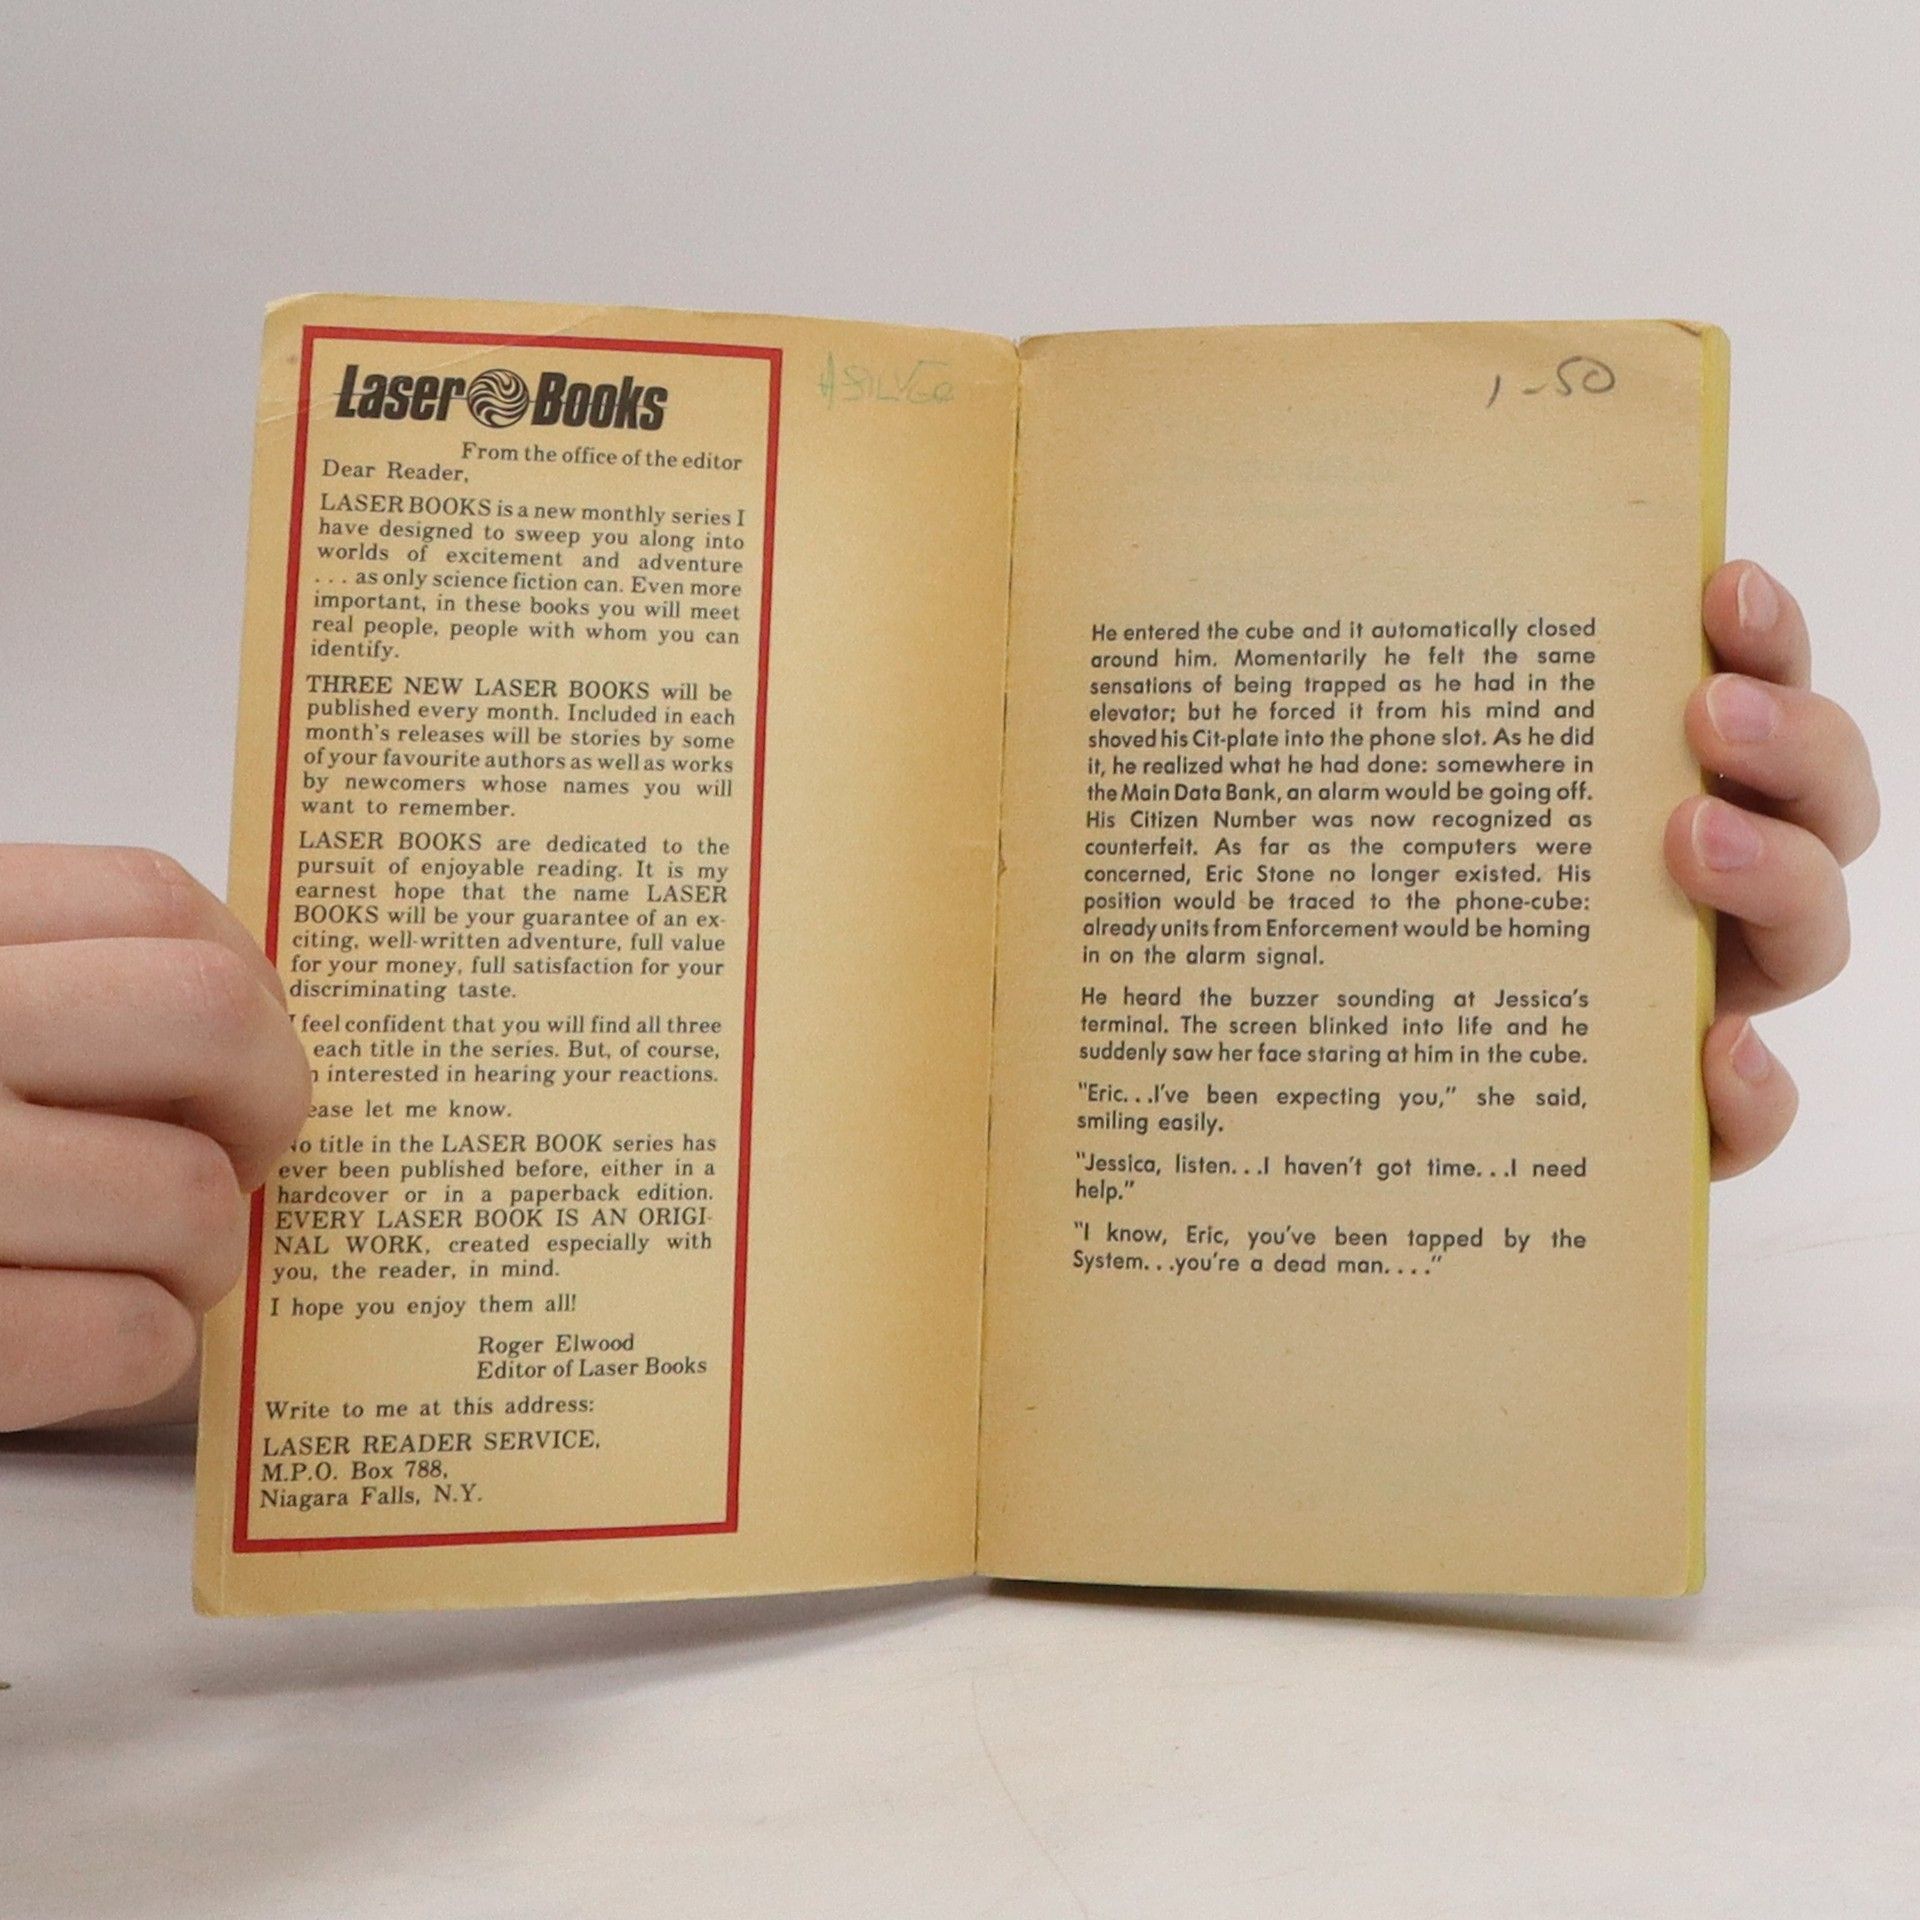 Laser Books
From the office of the editor
Dear Reader,
LASER BOOKS is a new monthly series I
have designed to sweep you along into
worlds of excitement and adventure
... as only science fiction can. Even more
important, in these books you will meet
real people, people with whom you can
identify.
THREE NEW LASER BOOKS will be
published every month. Included in each
month's releases will be stories by some
of your favourite authors as well as works
by newcomers whose names you will
want to remember.
LASER BOOKS are dedicated to the
pursuit of enjoyable reading. It is my
earnest hope that the name LASER
BOOKS will be your guarantee of an ex-
citing, well-written adventure, full value
for your money, full satisfaction for your
discriminating taste.
I feel confident that you will find all three
each title in the series. But, of course,
interested in hearing your reactions.
let me know.
No title in the LASER BOOK series has
ever been published before, either in a
hardcover or in a paperback edition.
EVERY LASER BOOK IS AN ORIGI-
NAL WORK, created especially with
you, the reader, in mind.
I hope you enjoy them all!
Roger Elwood
Editor of Laser Books
Write to me at this address:
LASER READER SERVICE,
M.P.O. Box 788,
Niagara Falls, N.Y.
1-50
He entered the cube and it automatically closed
around him. Momentarily he felt the same
sensations of being trapped as he had in the
elevator; but he forced it from his mind and
shoved his Cit-plate into the phone slot. As he did
it, he realized what he had done: somewhere in
the Main Data Bank, an alarm would be going off.
His Citizen Number was now recognized as
counterfeit. As far as the computers were
concerned, Eric Stone no longer existed. His
position would be traced to the phone-cube;
already units from Enforcement would be homing
in on the alarm signal.
He heard the buzzer sounding at Jessica's
terminal. The screen blinked into life and he
suddenly saw her face staring at him in the cube.
"Eric...I've been expecting you," she said,
smiling easily.
"Jessica, listen...I haven't got time...I need
help."
"I know, Eric, you've been tapped by the
System...you're a dead man...."